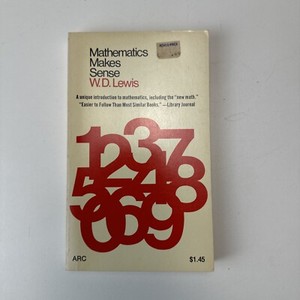 Mathematics
Makes
Sense
W.D. Lewis
A unique introduction to mathematics, including the "new math."
"Easier to Follow Than Most Similar Books."—Library Journal
1237
5748
069
ARC
$1.45